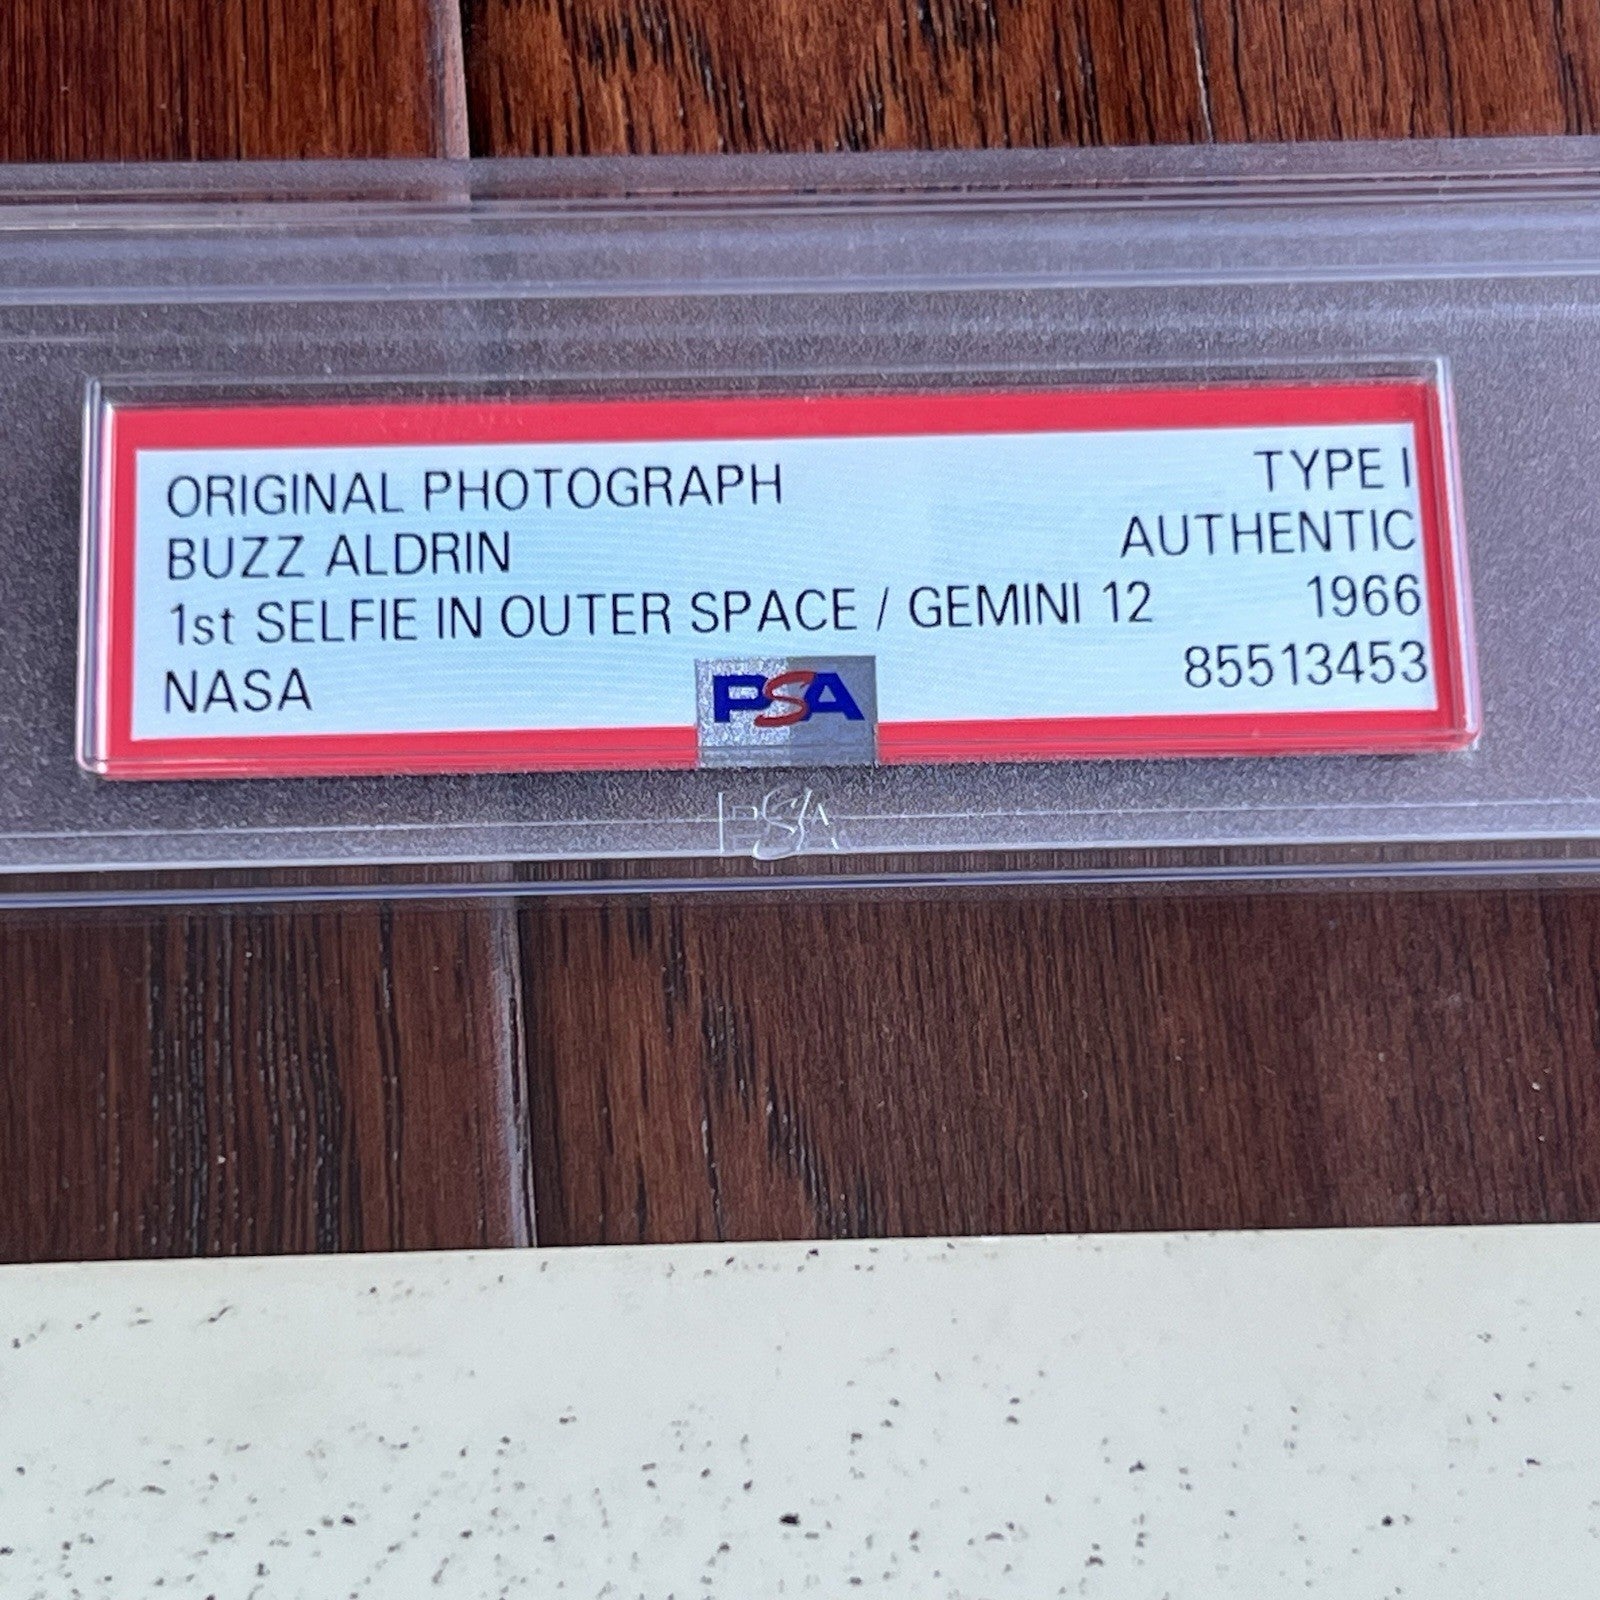 ORIGINAL PHOTOGRAPH TYPE I
BUZZ ALDRIN AUTHENTIC
1st SELFIE IN OUTER SPACE / GEMINI 12 1966
NASA 85513453
PSA
PSA